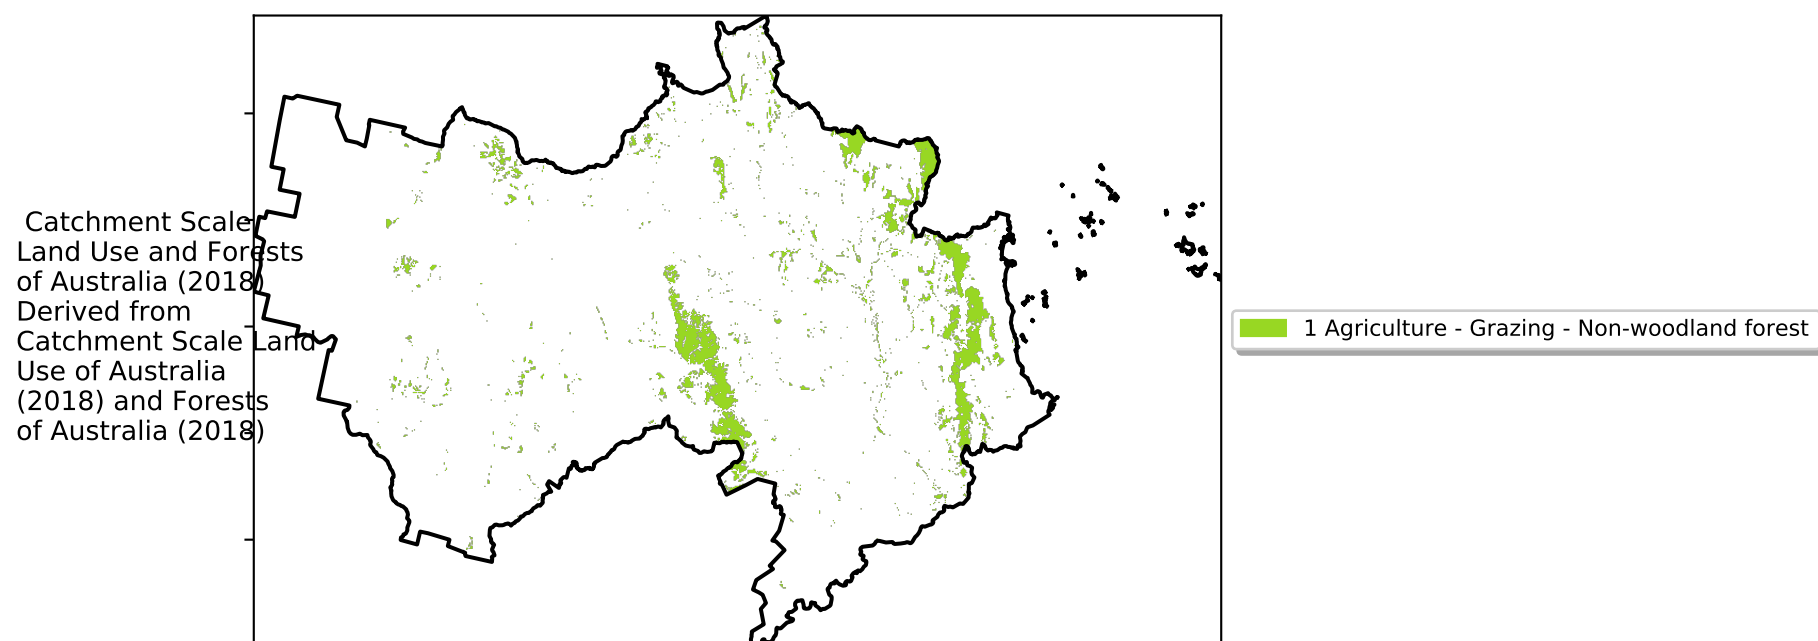 Catchment Scale
Land Use and Forests
of Australia (2018)
Derived from
Catchment Scale Land
Use of Australia
(2018) and Forests
of Australia (2018)
1 Agriculture - Grazing - Non-woodland forest